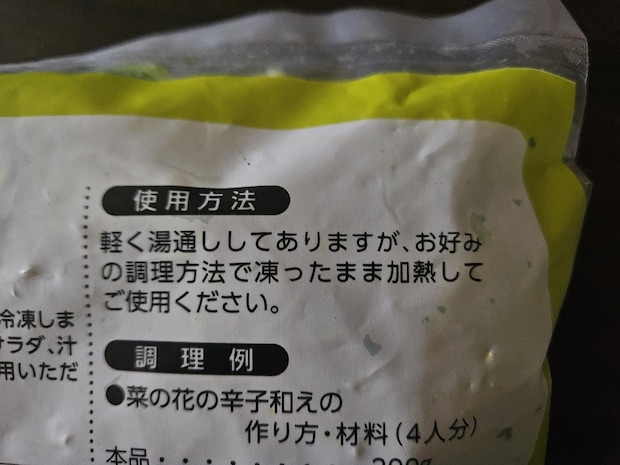 使用方法
軽く湯通ししてありますが、お好み
の調理方法で凍ったまま加熱して
ご使用ください。
冷凍しま
サラダ、汁
用いただ
調理例
●菜の花の辛子和えの
作り方・材料(4人分)
本品・・・・・・・・・200g